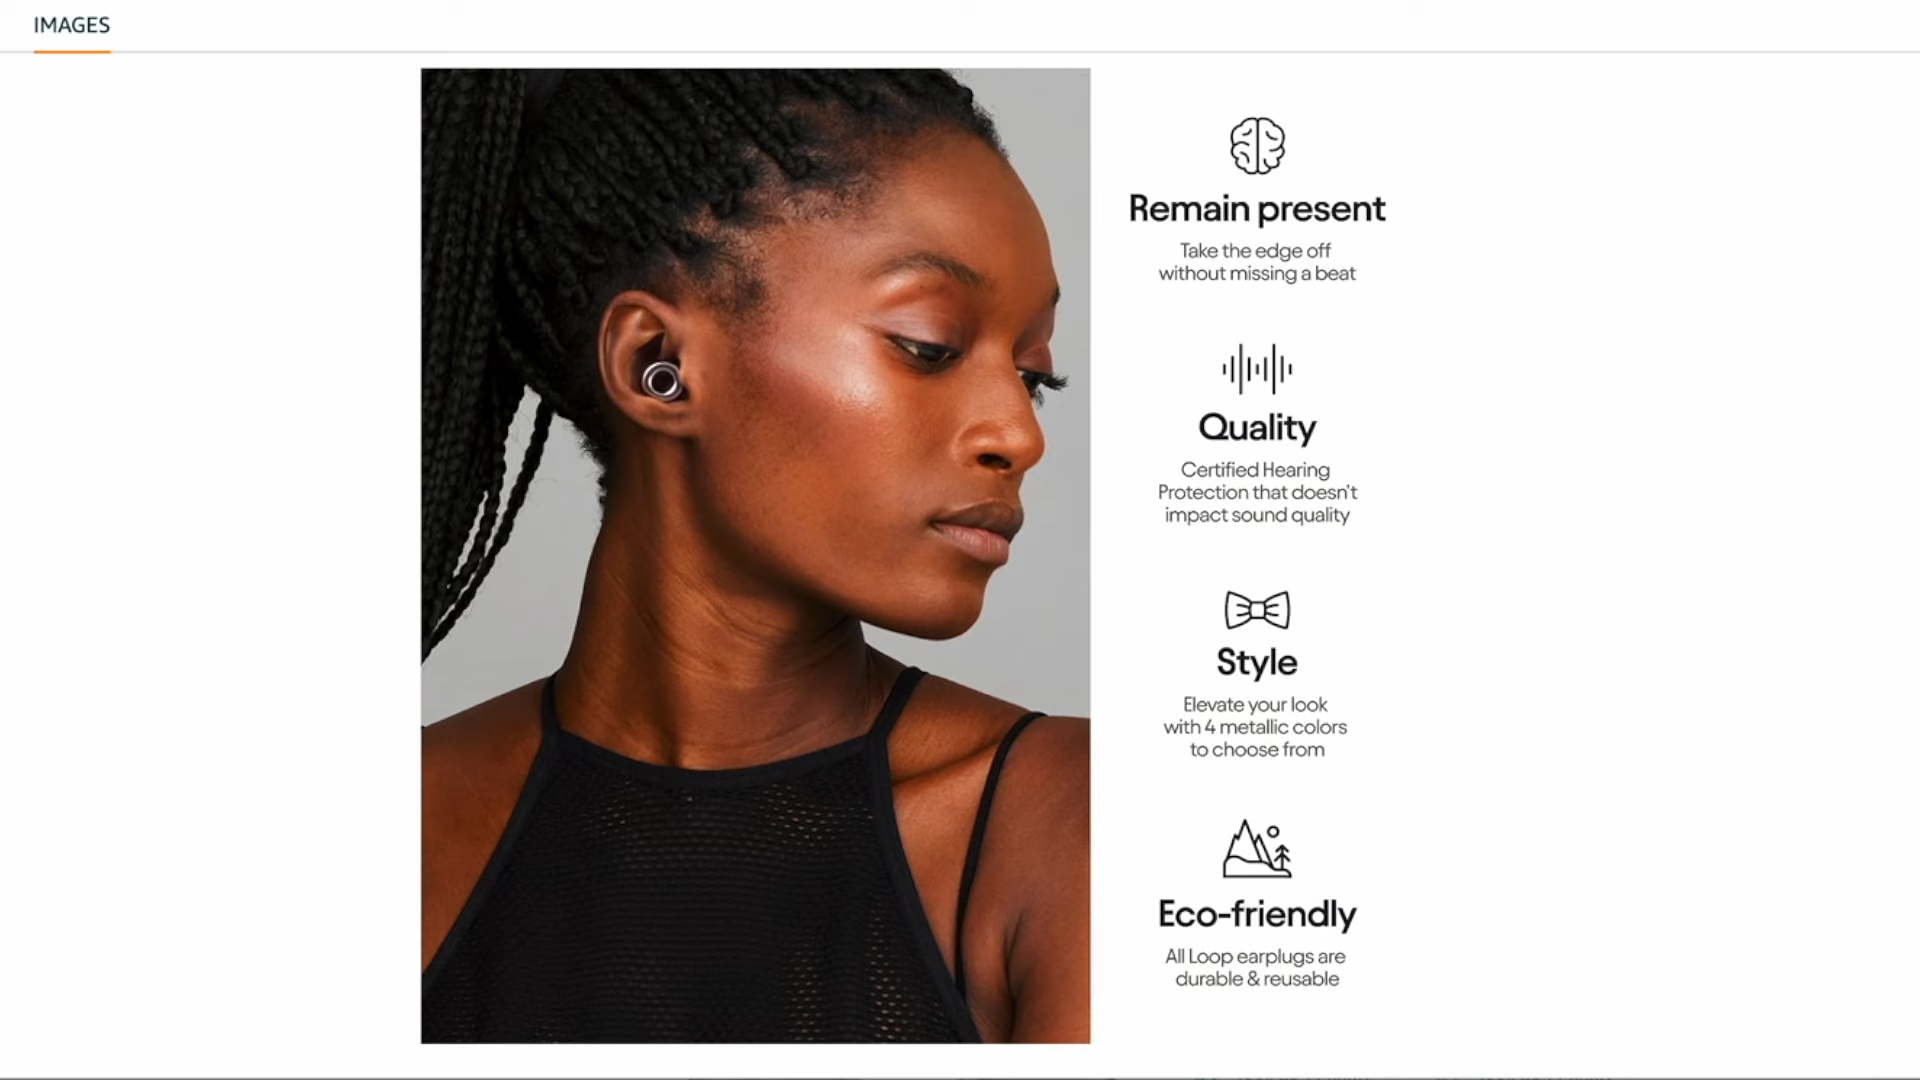 IMAGES
Remain present
Take the edge off
without missing a beat
Quality
Certified Hearing
Protection that doesn't
impact sound quality
Style
Elevate your look
with 4 metallic colors
to choose from
Eco-friendly
All Loop earplugs are
durable & reusable